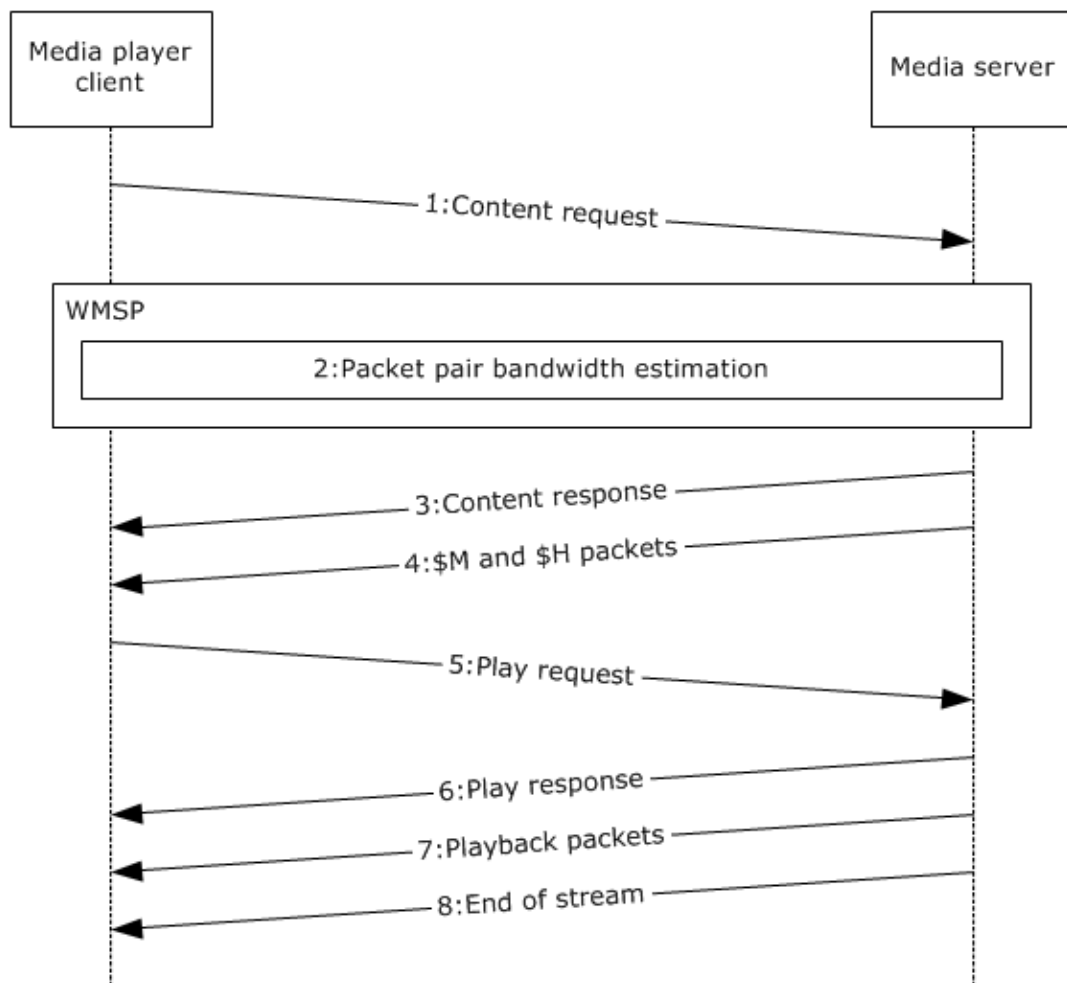 Media player
client
Media server
1:Content request
WMSP
2:Packet pair bandwidth estimation
3:Content response
4:$M and $H packets
5:Play request
6:Play response
7:Playback packets
8:End of stream